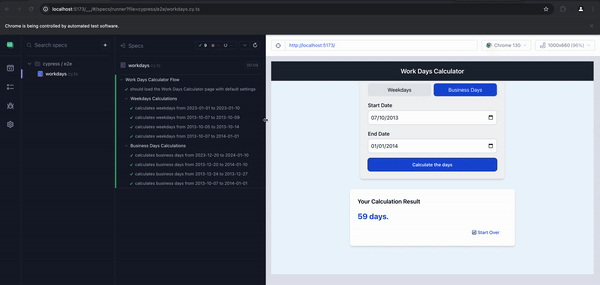 localhost:5173/__/#/specs/runner?file=cypress/e2e/workdays.cy.ts
Chrome is being controlled by automated test software.
Search specs
+
cypress / e2e
workdays.cy.ts
Specs
workdays.cy.ts
Work Days Calculator Flow
should load the Work Days Calculator page with default settings
Weekdays Calculations
calculates weekdays from 2023-01-01 to 2023-01-10
calculates weekdays from 2013-10-07 to 2013-10-09
calculates weekdays from 2013-10-05 to 2013-10-14
calculates weekdays from 2013-10-07 to 2014-01-01
Business Days Calculations
calculates business days from 2023-12-20 to 2024-01-10
calculates business days from 2013-12-20 to 2014-01-10
calculates business days from 2013-12-24 to 2013-12-27
calculates business days from 2013-10-07 to 2014-01-01
http://localhost:5173/
Chrome 130
1000x660 (96%)
Work Days Calculator
Weekdays
Business Days
Start Date
07/10/2013
End Date
01/01/2014
Calculate the days
Your Calculation Result
59 days.
Start Over